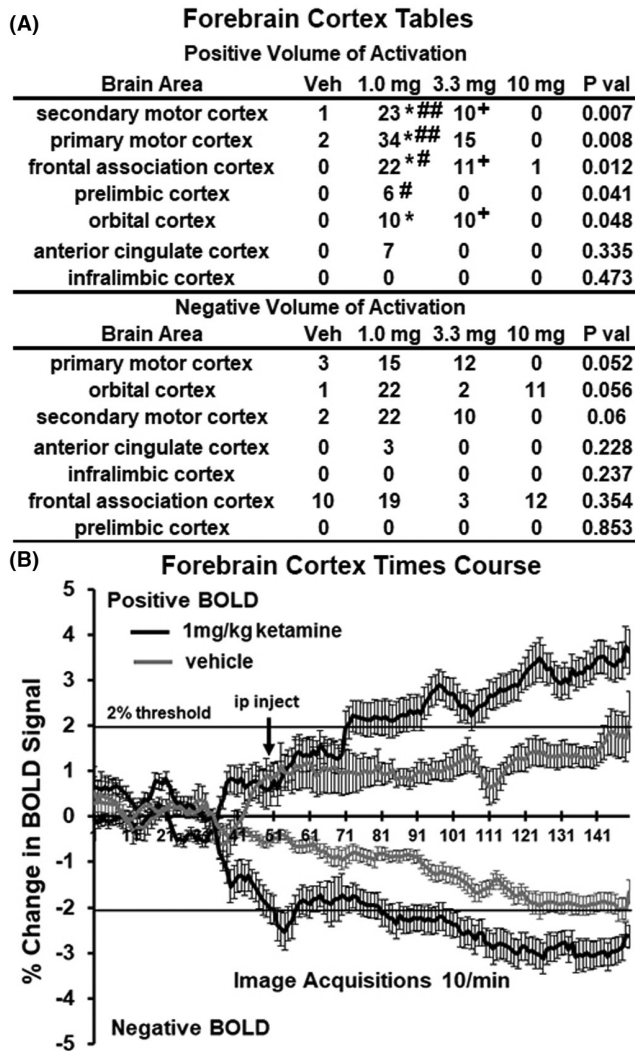 (A) Forebrain Cortex Tables
Positive Volume of Activation
Brain Area Veh 1.0 mg 3.3 mg 10 mg P val
secondary motor cortex 1 23 *## 10+ 0 0.007
primary motor cortex 2 34 *## 15 0 0.008
frontal association cortex 0 22 *# 11+ 1 0.012
prelimbic cortex 0 6 # 0 0 0.041
orbital cortex 0 10 * 10+ 0 0.048
anterior cingulate cortex 0 7 0 0 0.335
infralimbic cortex 0 0 0 0 0.473
Negative Volume of Activation
Brain Area Veh 1.0 mg 3.3 mg 10 mg P val
primary motor cortex 3 15 12 0 0.052
orbital cortex 1 22 2 11 0.056
secondary motor cortex 2 22 10 0 0.06
anterior cingulate cortex 0 3 0 0 0.228
infralimbic cortex 0 0 0 0 0.237
frontal association cortex 10 19 3 12 0.354
prelimbic cortex 0 0 0 0 0.853
(B) Forebrain Cortex Times Course
5
Positive BOLD
4
1mg/kg ketamine
vehicle
3
2% threshold
ip inject
2
1
0
51 61 71 81 91 101 111 121 131 141
-1
-2
-3
Image Acquisitions 10/min
-4
Negative BOLD
-5
% Change in BOLD Signal